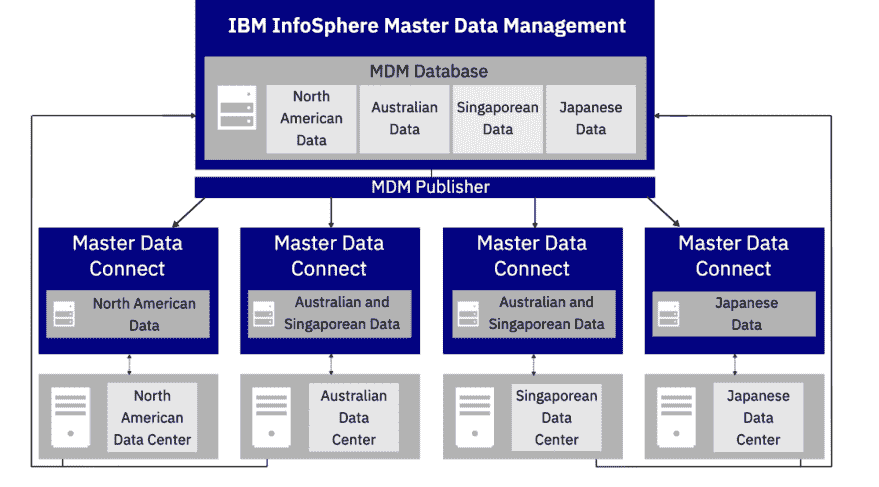 IBM InfoSphere Master Data Management
MDM Database
North
American
Data
Australian
Data
Singaporean
Data
Japanese
Data
MDM Publisher
Master Data
Connect
North American
Data
Master Data
Connect
Australian and
Singaporean Data
Master Data
Connect
Australian and
Singaporean Data
Master Data
Connect
Japanese
Data
North
American
Data Center
Australian
Data
Center
Singaporean
Data
Center
Japanese
Data
Center